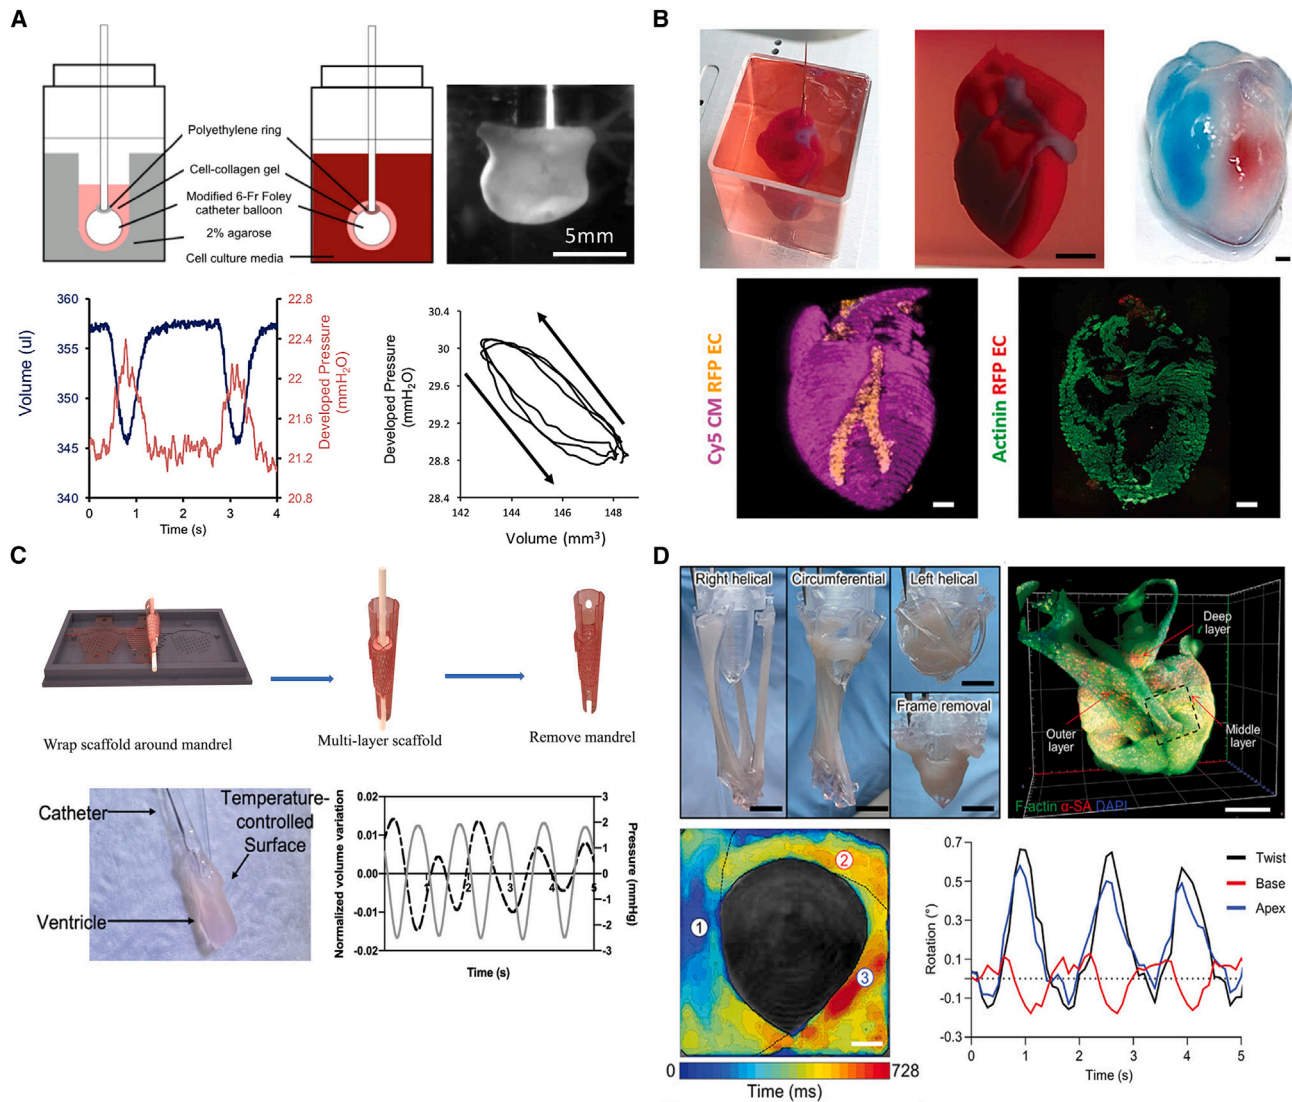 A
Polyethylene ring
Cell-collagen gel
Modified 6-Fr Foley
catheter balloon
2% agarose
Cell culture media
5mm
360
355
350
345
340
Volume (ul)
22.8
22.4
22
21.6
21.2
20.8
Developed Pressure
(mmH₂O)
0
1
2
3
4
Time (s)
30.4
30
29.6
29.2
28.8
28.4
Developed Pressure
(mmH₂O)
142
144
146
148
Volume (mm³)
B
Cy5 CM RFP EC
Actinin RFP EC
C
Wrap scaffold around mandrel
Multi-layer scaffold
Remove mandrel
Catheter
Temperature-
controlled
Surface
Ventricle
0.02
0.01
0.00
-0.01
-0.02
Normalized volume variation
1
2
3
4
5
3
2
1
0
-1
-2
-3
Pressure (mmHg)
Time (s)
D
Right helical
Circumferential
Left helical
Frame removal
Deep
layer
Outer
layer
Middle
layer
F-actin α-SA DAPI
1
2
3
0
728
Time (ms)
0.7
0.5
0.3
0.1
-0.1
-0.3
Rotation (°)
0
1
2
3
4
5
Time (s)
Twist
Base
Apex